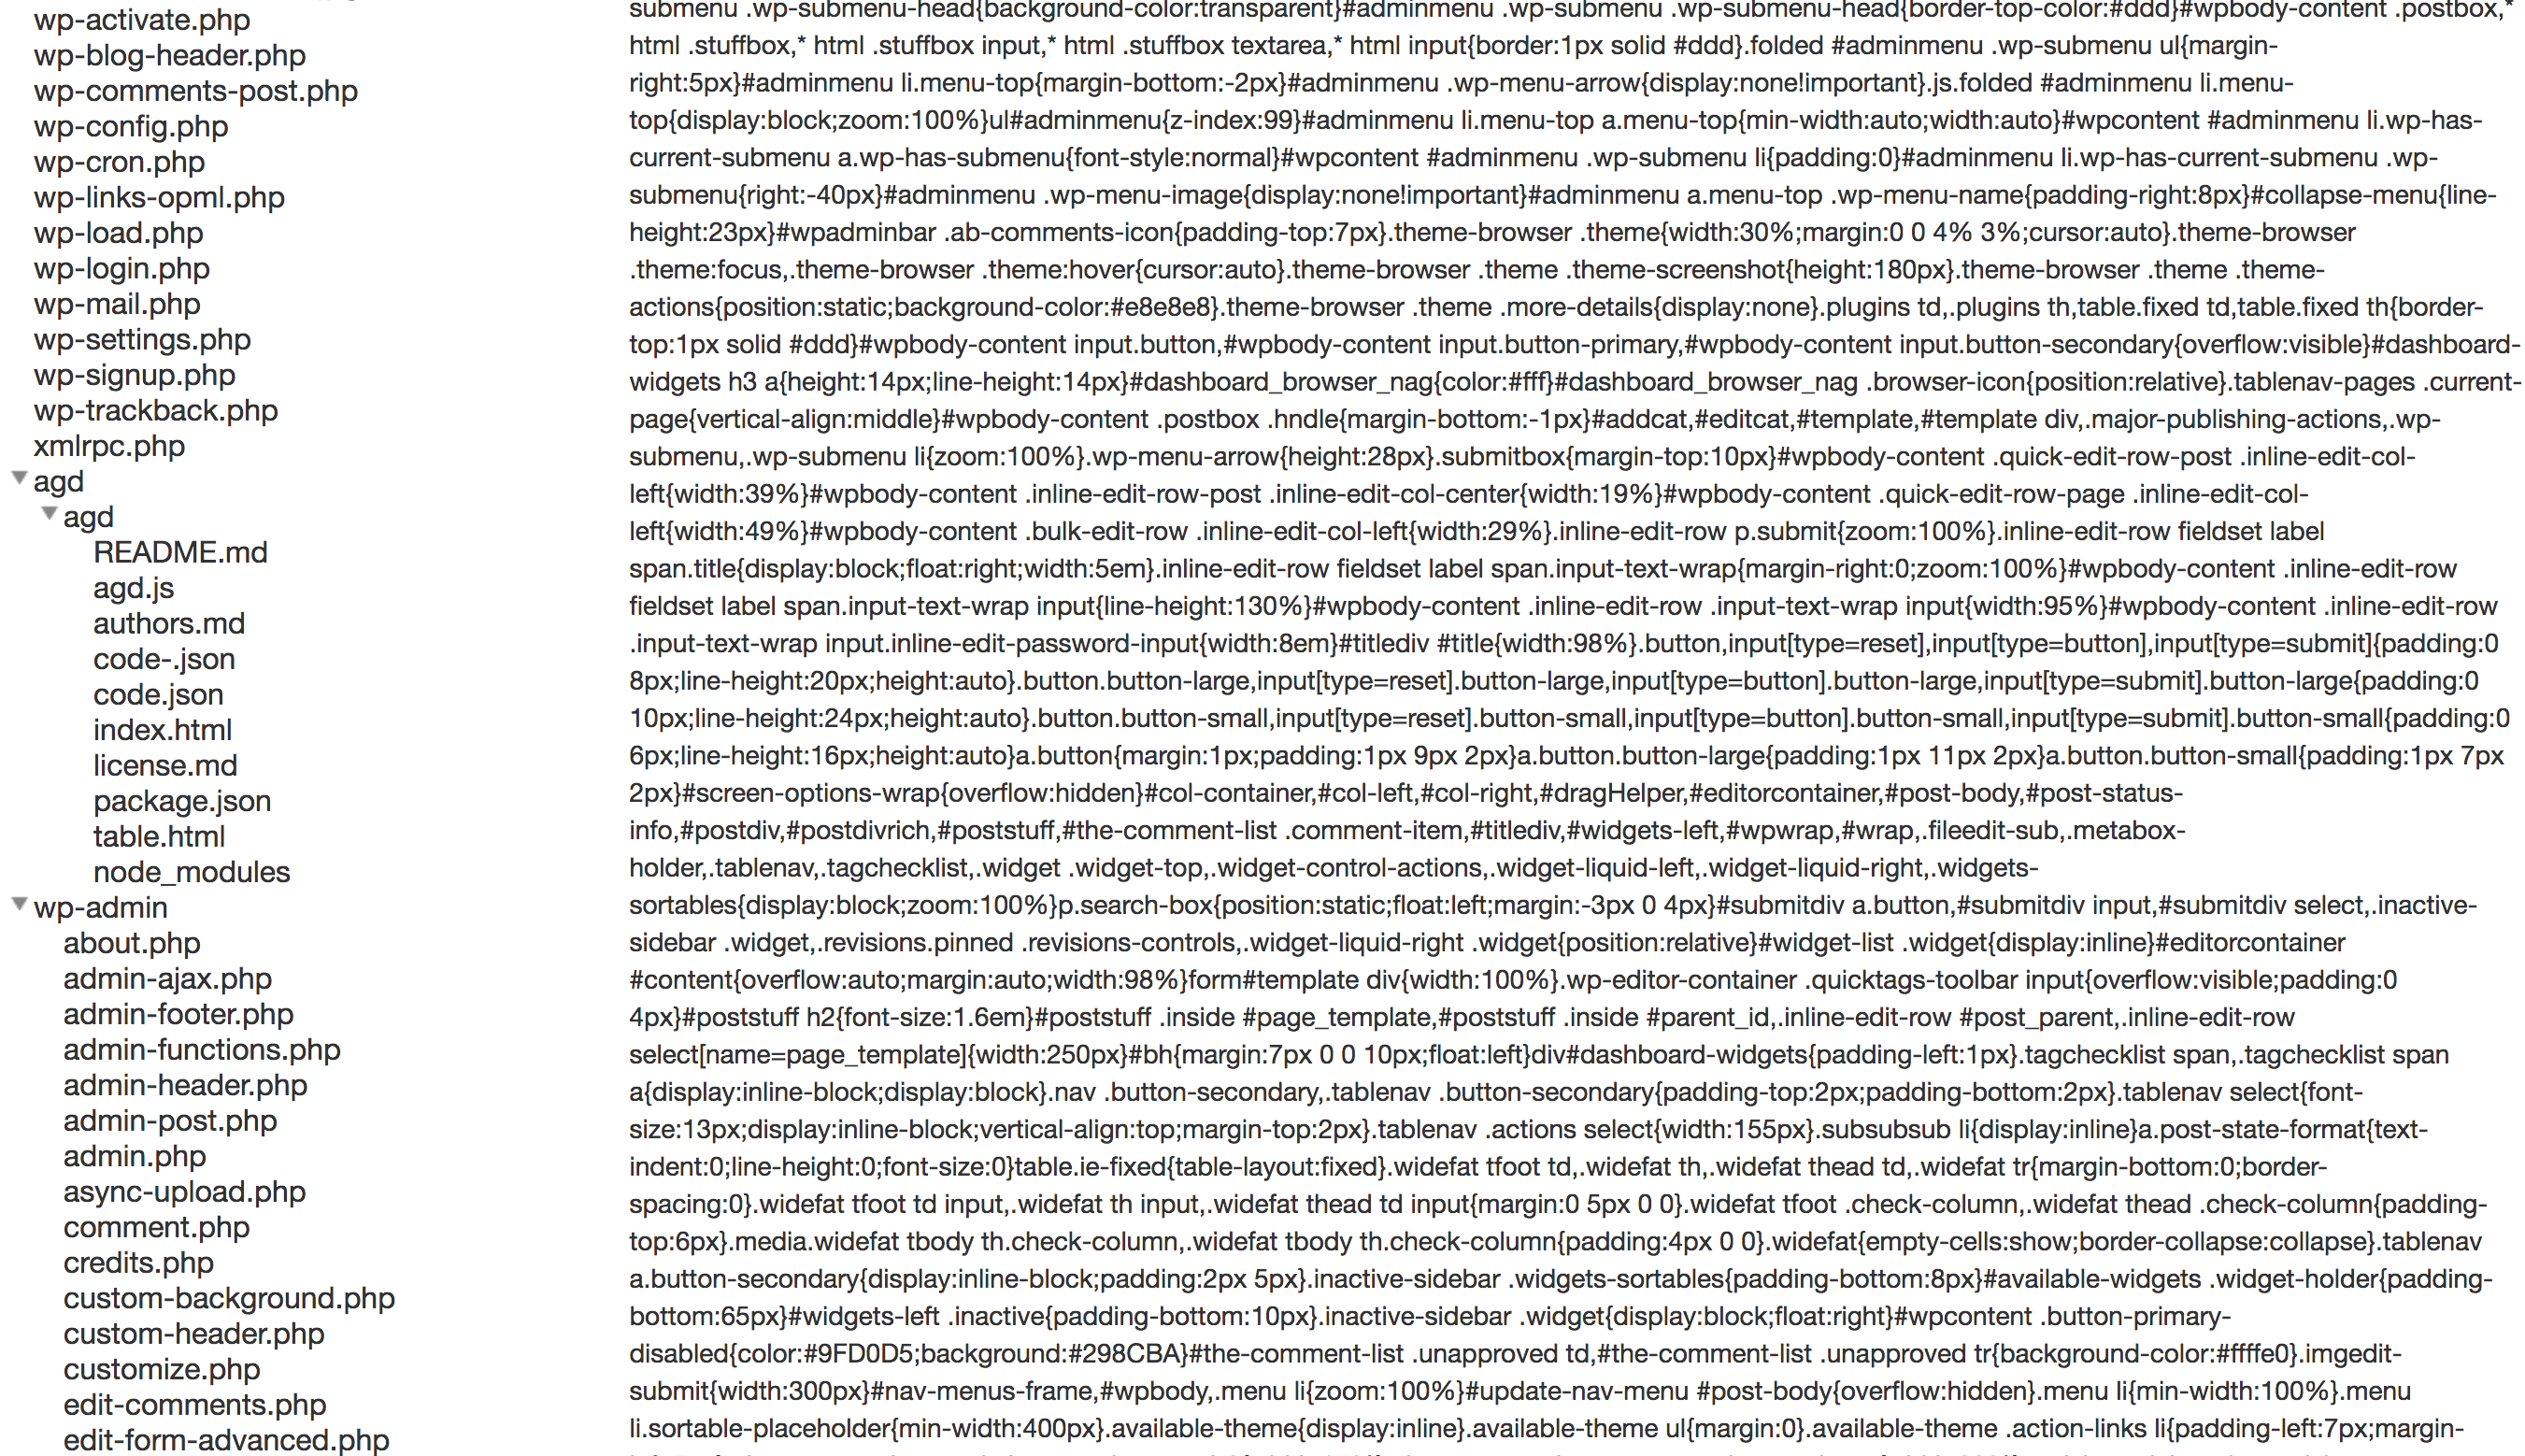 wp-activate.php
wp-blog-header.php
wp-comments-post.php
wp-config.php
wp-cron.php
wp-links-opml.php
wp-load.php
wp-login.php
wp-mail.php
wp-settings.php
wp-signup.php
wp-trackback.php
xmlrpc.php
agd
agd
README.md
agd.js
authors.md
code-.json
code.json
index.html
license.md
package.json
table.html
node_modules
wp-admin
about.php
admin-ajax.php
admin-footer.php
admin-functions.php
admin-header.php
admin-post.php
admin.php
async-upload.php
comment.php
credits.php
custom-background.php
custom-header.php
customize.php
edit-comments.php
edit-form-advanced.php
submenu .wp-submenu-head{background-color:transparent}#adminmenu .wp-submenu .wp-submenu-head{border-top-color:#ddd}#wpbody-content .postbox,*
html .stuffbox,* html .stuffbox input,* html .stuffbox textarea,* html input{border:1px solid #ddd}.folded #adminmenu .wp-submenu ul{margin-
right:5px}#adminmenu li.menu-top{margin-bottom:-2px}#adminmenu .wp-menu-arrow{display:none!important}.js.folded #adminmenu li.menu-
top{display:block;zoom:100%}ul#adminmenu{z-index:99}#adminmenu li.menu-top a.menu-top{min-width:auto;width:auto}#wpcontent #adminmenu li.wp-has-
current-submenu a.wp-has-submenu{font-style:normal}#wpcontent #adminmenu .wp-submenu li{padding:0}#adminmenu li.wp-has-current-submenu .wp-
submenu{right:-40px}#adminmenu .wp-menu-image{display:none!important}#adminmenu a.menu-top .wp-menu-name{padding-right:8px}#collapse-menu{line-
height:23px}#wpadminbar .ab-comments-icon{padding-top:7px}.theme-browser .theme{width:30%;margin:0 0 4% 3%;cursor:auto}.theme-browser
.theme:focus,.theme-browser .theme:hover{cursor:auto}.theme-browser .theme .theme-screenshot{height:180px}.theme-browser .theme .theme-
actions{position:static;background-color:#e8e8e8}.theme-browser .theme .more-details{display:none}.plugins td,.plugins th,table.fixed td,table.fixed th{border-
top:1px solid #ddd}#wpbody-content input.button,#wpbody-content input.button-primary,#wpbody-content input.button-secondary{overflow:visible}#dashboard-
widgets h3 a{height:14px;line-height:14px}#dashboard_browser_nag{color:#fff}#dashboard_browser_nag .browser-icon{position:relative}.tablenav-pages .current-
page{vertical-align:middle}#wpbody-content .postbox .hndle{margin-bottom:-1px}#addcat,#editcat,#template,#template div,.major-publishing-actions,.wp-
submenu,.wp-submenu li{zoom:100%}.wp-menu-arrow{height:28px}.submitbox{margin-top:10px}#wpbody-content .quick-edit-row-post .inline-edit-col-
left{width:39%}#wpbody-content .inline-edit-row-post .inline-edit-col-center{width:19%}#wpbody-content .quick-edit-row-page .inline-edit-col-
left{width:49%}#wpbody-content .bulk-edit-row .inline-edit-col-left{width:29%}.inline-edit-row p.submit{zoom:100%}.inline-edit-row fieldset label
span.title{display:block;float:right;width:5em}.inline-edit-row fieldset label span.input-text-wrap{margin-right:0;zoom:100%}#wpbody-content .inline-edit-row
fieldset label span.input-text-wrap input{line-height:130%}#wpbody-content .inline-edit-row .input-text-wrap input{width:95%}#wpbody-content .inline-edit-row
.input-text-wrap input.inline-edit-password-input{width:8em}#titlediv #title{width:98%}.button,input[type=reset],input[type=button],input[type=submit]{padding:0
8px;line-height:20px;height:auto}.button.button-large,input[type=reset].button-large,input[type=button].button-large,input[type=submit].button-large{padding:0
10px;line-height:24px;height:auto}.button.button-small,input[type=reset].button-small,input[type=button].button-small,input[type=submit].button-small{padding:0
6px;line-height:16px;height:auto}a.button{margin:1px;padding:1px 9px 2px}a.button.button-large{padding:1px 11px 2px}a.button.button-small{padding:1px 7px
2px}#screen-options-wrap{overflow:hidden}#col-container,#col-left,#col-right,#dragHelper,#editorcontainer,#post-body,#post-status-
info,#postdiv,#postdivrich,#poststuff,#the-comment-list .comment-item,#titlediv,#widgets-left,#wpwrap,#wrap,.fileedit-sub,.metabox-
holder,.tablenav,.tagchecklist,.widget .widget-top,.widget-control-actions,.widget-liquid-left,.widget-liquid-right,.widgets-
sortables{display:block;zoom:100%}p.search-box{position:static;float:left;margin:-3px 0 4px}#submitdiv a.button,#submitdiv input,#submitdiv select,.inactive-
sidebar .widget,.revisions.pinned .revisions-controls,.widget-liquid-right .widget{position:relative}#widget-list .widget{display:inline}#editorcontainer
#content{overflow:auto;margin:auto;width:98%}form#template div{width:100%}.wp-editor-container .quicktags-toolbar input{overflow:visible;padding:0
4px}#poststuff h2{font-size:1.6em}#poststuff .inside #page_template,#poststuff .inside #parent_id,.inline-edit-row #post_parent,.inline-edit-row
select[name=page_template]{width:250px}#bh{margin:7px 0 0 10px;float:left}div#dashboard-widgets{padding-left:1px}.tagchecklist span,.tagchecklist span
a{display:inline-block;display:block}.nav .button-secondary,.tablenav .button-secondary{padding-top:2px;padding-bottom:2px}.tablenav select{font-
size:13px;display:inline-block;vertical-align:top;margin-top:2px}.tablenav .actions select{width:155px}.subsubsub li{display:inline}a.post-state-format{text-
indent:0;line-height:0;font-size:0}table.ie-fixed{table-layout:fixed}.widefat tfoot td,.widefat th,.widefat thead td,.widefat tr{margin-bottom:0;border-
spacing:0}.widefat tfoot td input,.widefat th input,.widefat thead td input{margin:0 5px 0 0}.widefat tfoot .check-column,.widefat thead .check-column{padding-
top:6px}.media.widefat tbody th.check-column,.widefat tbody th.check-column{padding:4px 0 0}.widefat{empty-cells:show;border-collapse:collapse}.tablenav
a.button-secondary{display:inline-block;padding:2px 5px}.inactive-sidebar .widgets-sortables{padding-bottom:8px}#available-widgets .widget-holder{padding-
bottom:65px}#widgets-left .inactive{padding-bottom:10px}.inactive-sidebar .widget{display:block;float:right}#wpcontent .button-primary-
disabled{color:#9FD0D5;background:#298CBA}#the-comment-list .unapproved td,#the-comment-list .unapproved tr{background-color:#ffffe0}.imgedit-
submit{width:300px}#nav-menus-frame,#wpbody,.menu li{zoom:100%}#update-nav-menu #post-body{overflow:hidden}.menu li{min-width:100%}.menu
li.sortable-placeholder{min-width:400px}.available-theme{display:inline}.available-theme ul{margin:0}.available-theme .action-links li{padding-left:7px;margin-